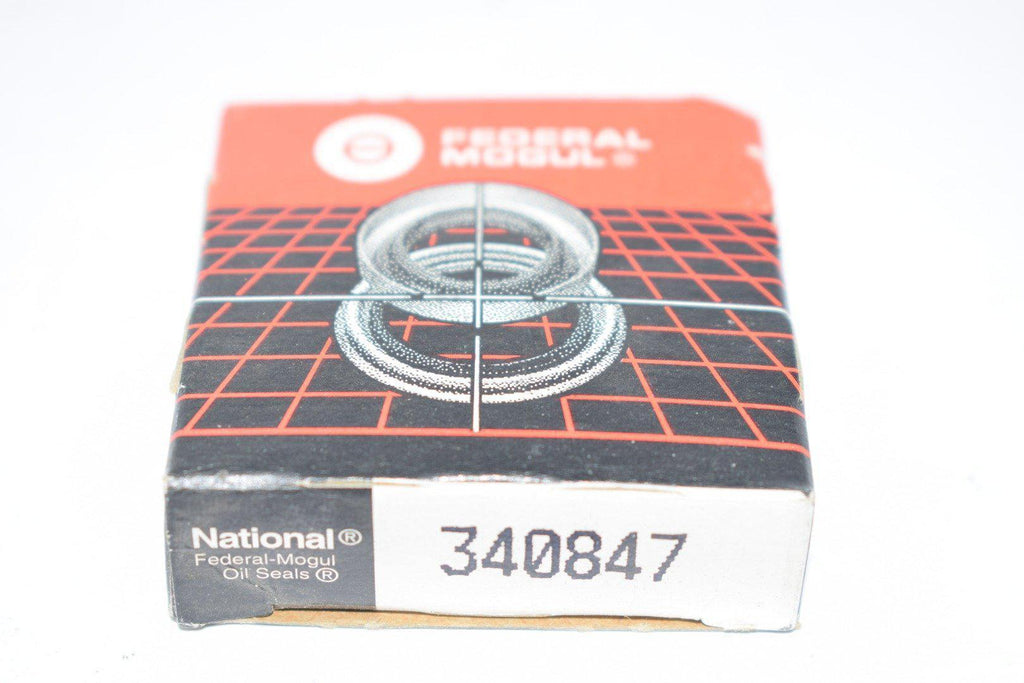 FEDERAL
MOGUL®
National®
Federal-Mogul
Oil Seals®
340847